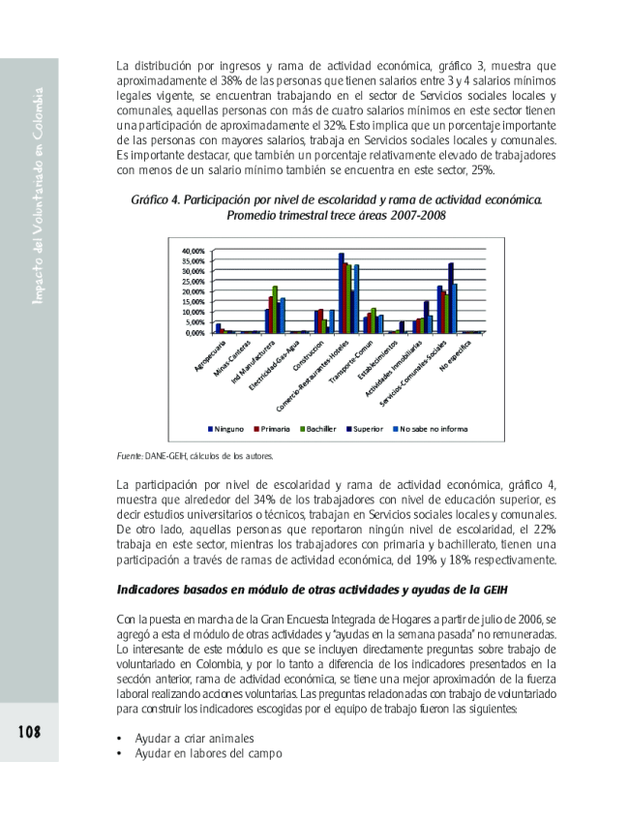 Impacto del Voluntariado en Colombia
La distribución por ingresos y rama de actividad económica, gráfico 3, muestra que
aproximadamente el 38% de las personas que tienen salarios entre 3 y 4 salarios mínimos
legales vigente, se encuentran trabajando en el sector de Servicios sociales locales y
comunales, aquellas personas con más de cuatro salarios mínimos en este sector tienen
una participación de aproximadamente el 32%. Esto implica que un porcentaje importante
de las personas con mayores salarios, trabaja en Servicios sociales locales y comunales.
Es importante destacar, que también un porcentaje relativamente elevado de trabajadores
con menos de un salario mínimo también se encuentra en este sector, 25%.
Gráfico 4. Participación por nivel de escolaridad y rama de actividad económica.
Promedio trimestral trece áreas 2007-2008
40,00%
35,00%
30,00%
25,00%
20,00%
15,00%
10,00%
5,00%
0,00%
Agropecuaria
Minas-Canteras
Ind Manufacturera
Electricidad-Gas-Agua
Construccion
Comercio-Restaurantes-Hoteles
Transporte-Comun
Establecimientos
Actividades Inmobiliarias
Servicios-Comunales-Sociales
No especifica
Ninguno Primaria Bachiller Superior No sabe no informa
Fuente: DANE-GEIH, cálculos de los autores.
La participación por nivel de escolaridad y rama de actividad económica, gráfico 4,
muestra que alrededor del 34% de los trabajadores con nivel de educación superior, es
decir estudios universitarios o técnicos, trabajan en Servicios sociales locales y comunales.
De otro lado, aquellas personas que reportaron ningún nivel de escolaridad, el 22%
trabaja en este sector, mientras los trabajadores con primaria y bachillerato, tienen una
participación a través de ramas de actividad económica, del 19% y 18% respectivamente.
Indicadores basados en módulo de otras actividades y ayudas de la GEIH
Con la puesta en marcha de la Gran Encuesta Integrada de Hogares a partir de julio de 2006, se
agregó a esta el módulo de otras actividades y “ayudas en la semana pasada” no remuneradas.
Lo interesante de este módulo es que se incluyen directamente preguntas sobre trabajo de
voluntariado en Colombia, y por lo tanto a diferencia de los indicadores presentados en la
sección anterior, rama de actividad económica, se tiene una mejor aproximación de la fuerza
laboral realizando acciones voluntarias. Las preguntas relacionadas con trabajo de voluntariado
para construir los indicadores escogidas por el equipo de trabajo fueron las siguientes:
• Ayudar a criar animales
• Ayudar en labores del campo
108